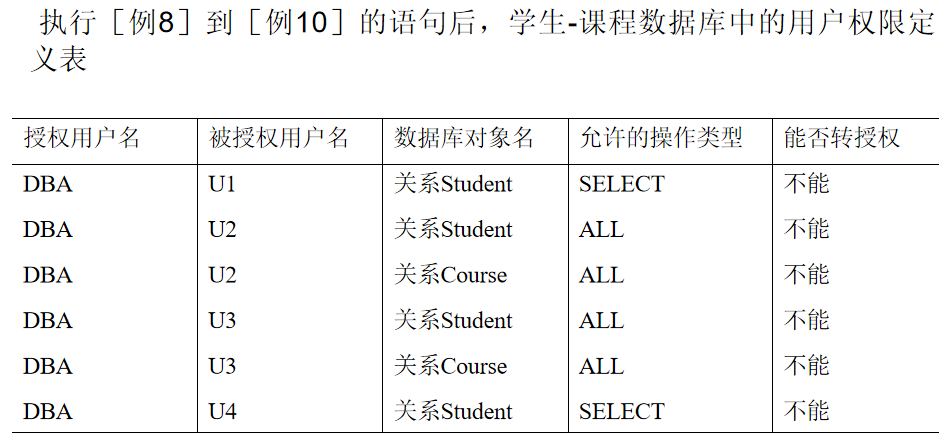 执行［例8］到［例10］的语句后，学生-课程数据库中的用户权限定
义表
授权用户名 被授权用户名 数据库对象名 允许的操作类型 能否转授权
DBA U1 关系Student SELECT 不能
DBA U2 关系Student ALL 不能
DBA U2 关系Course ALL 不能
DBA U3 关系Student ALL 不能
DBA U3 关系Course ALL 不能
DBA U4 关系Student SELECT 不能